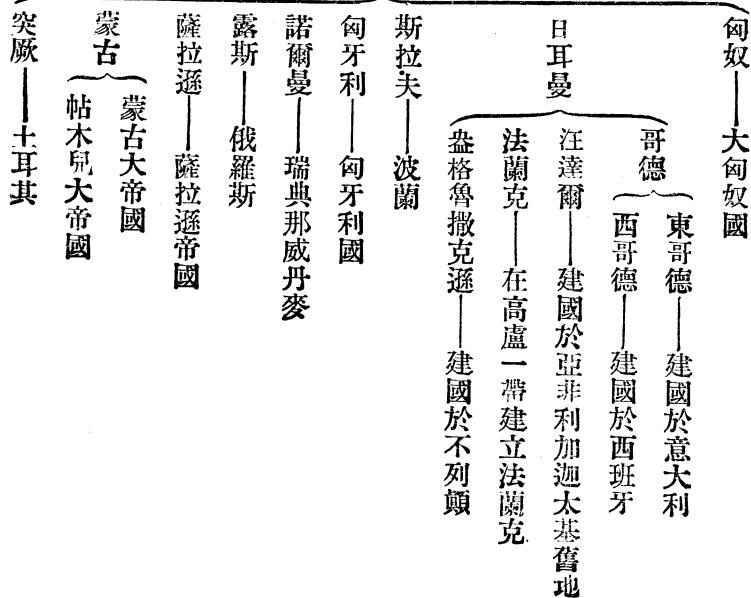 匈奴——大匈奴國
日耳曼
哥德
東哥德——建國於意大利
西哥德——建國於西班牙
汪達爾——建國於亞非利加迦太基舊地
法蘭克——在高盧一帶建立法蘭克
盎格魯撒克遜——建國於不列顛
斯拉夫——波蘭
匈牙利——匈牙利國
諾爾曼——瑞典那威丹麥
露斯——俄羅斯
薩拉遜——薩拉遜帝國
蒙古
蒙古大帝國
帖木兒大帝國
突厥——土耳其